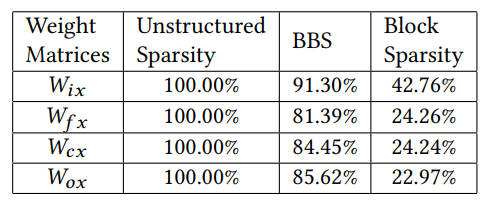 Weight Matrices | Unstructured Sparsity | BBS | Block Sparsity
W_{ix} | 100.00% | 91.30% | 42.76%
W_{fx} | 100.00% | 81.39% | 24.26%
W_{cx} | 100.00% | 84.45% | 24.24%
W_{ox} | 100.00% | 85.62% | 22.97%